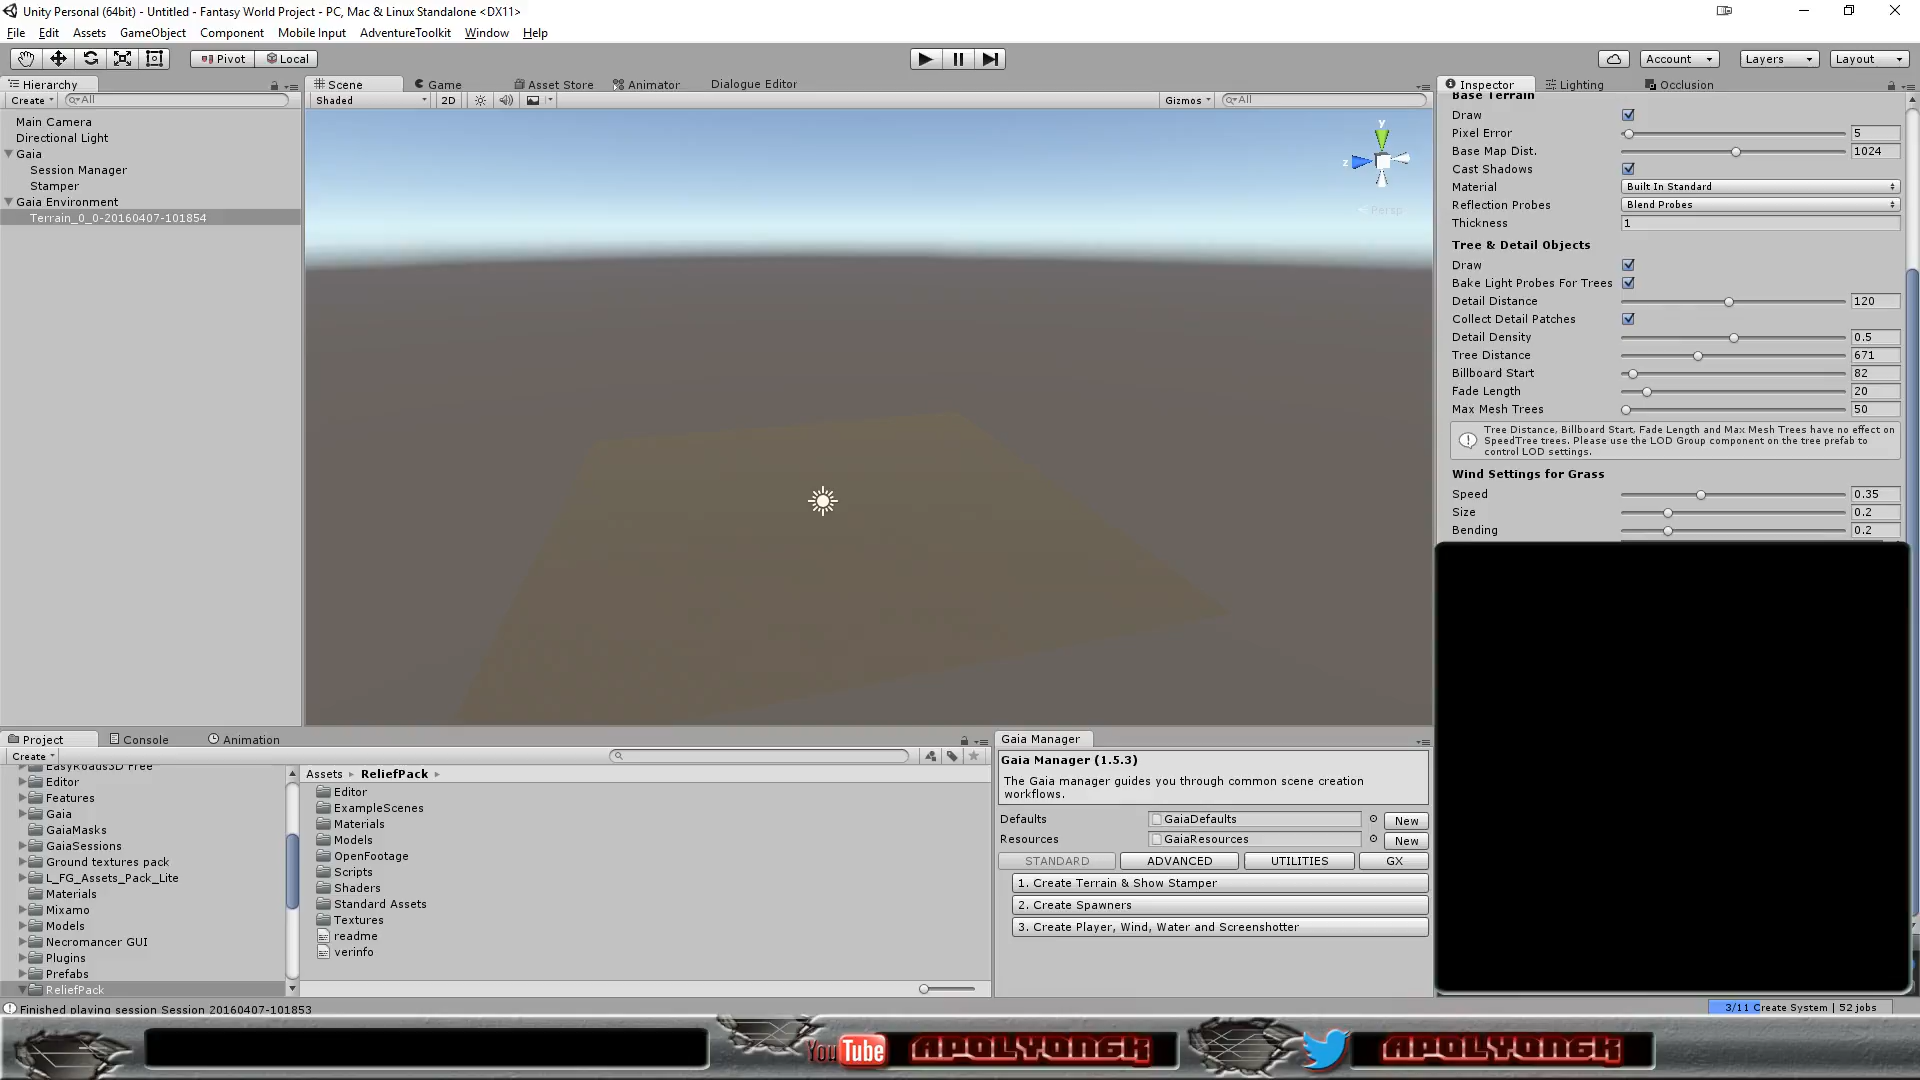 Unity Personal (64bit) - Untitled - Fantasy World Project - PC, Mac & Linux Standalone <DX11>
File Edit Assets GameObject Component Mobile Input AdventureToolkit Window Help
Pivot Local Account Layers Layout
Hierarchy
Create All
Main Camera
Directional Light
Gaia
Session Manager
Stamper
Gaia Environment
Terrain_0_0-20160407-101854
Scene Game Asset Store Animator Dialogue Editor
Shaded 2D Gizmos All
y
z
Persp
Inspector Lighting Occlusion
Base Terrain
Draw
Pixel Error 5
Base Map Dist. 1024
Cast Shadows
Material Built In Standard
Reflection Probes Blend Probes
Thickness 1
Tree & Detail Objects
Draw
Bake Light Probes For Trees
Detail Distance 120
Collect Detail Patches
Detail Density 0.5
Tree Distance 671
Billboard Start 82
Fade Length 20
Max Mesh Trees 50
Tree Distance, Billboard Start, Fade Length and Max Mesh Trees have no effect on
SpeedTree trees. Please use the LOD Group component on the tree prefab to
control LOD settings.
Wind Settings for Grass
Speed 0.35
Size 0.2
Bending 0.2
Project Console Animation
Create
EasyRoads3D Free
Editor
Features
Gaia
GaiaMasks
GaiaSessions
Ground textures pack
L_FG_Assets_Pack_Lite
Materials
Mixamo
Models
Necromancer GUI
Plugins
Prefabs
ReliefPack
Assets ReliefPack
Editor
ExampleScenes
Materials
Models
OpenFootage
Scripts
Shaders
Standard Assets
Textures
readme
verinfo
Gaia Manager
Gaia Manager (1.5.3)
The Gaia manager guides you through common scene creation
workflows.
Defaults GaiaDefaults New
Resources GaiaResources New
STANDARD ADVANCED UTILITIES GX
1. Create Terrain & Show Stamper
2. Create Spawners
3. Create Player, Wind, Water and Screenshotter
Finished playing session Session 20160407-101853
3/11 Create System | 52 jobs
YouTube APOLYONGK APOLYONGK